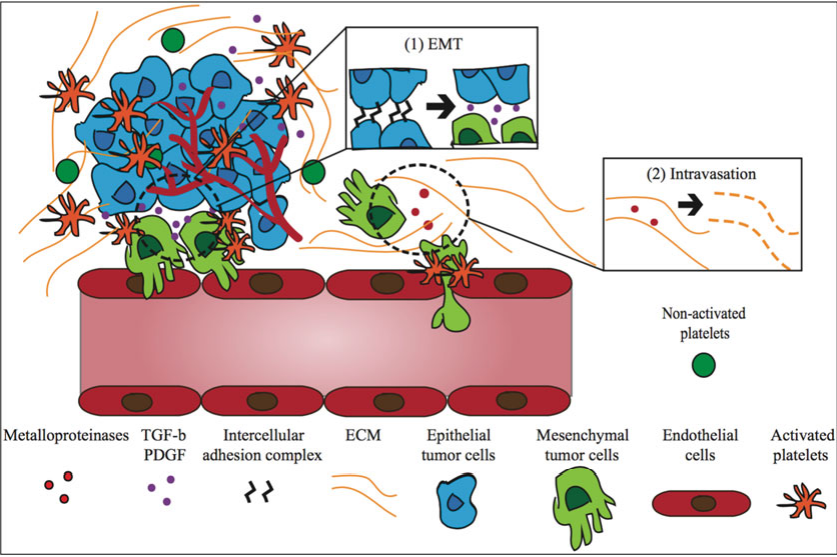 (1) EMT
(2) Intravasation
Non-activated
platelets
Metalloproteinases
TGF-b
PDGF
Intercellular
adhesion complex
ECM
Epithelial
tumor cells
Mesenchymal
tumor cells
Endothelial
cells
Activated
platelets